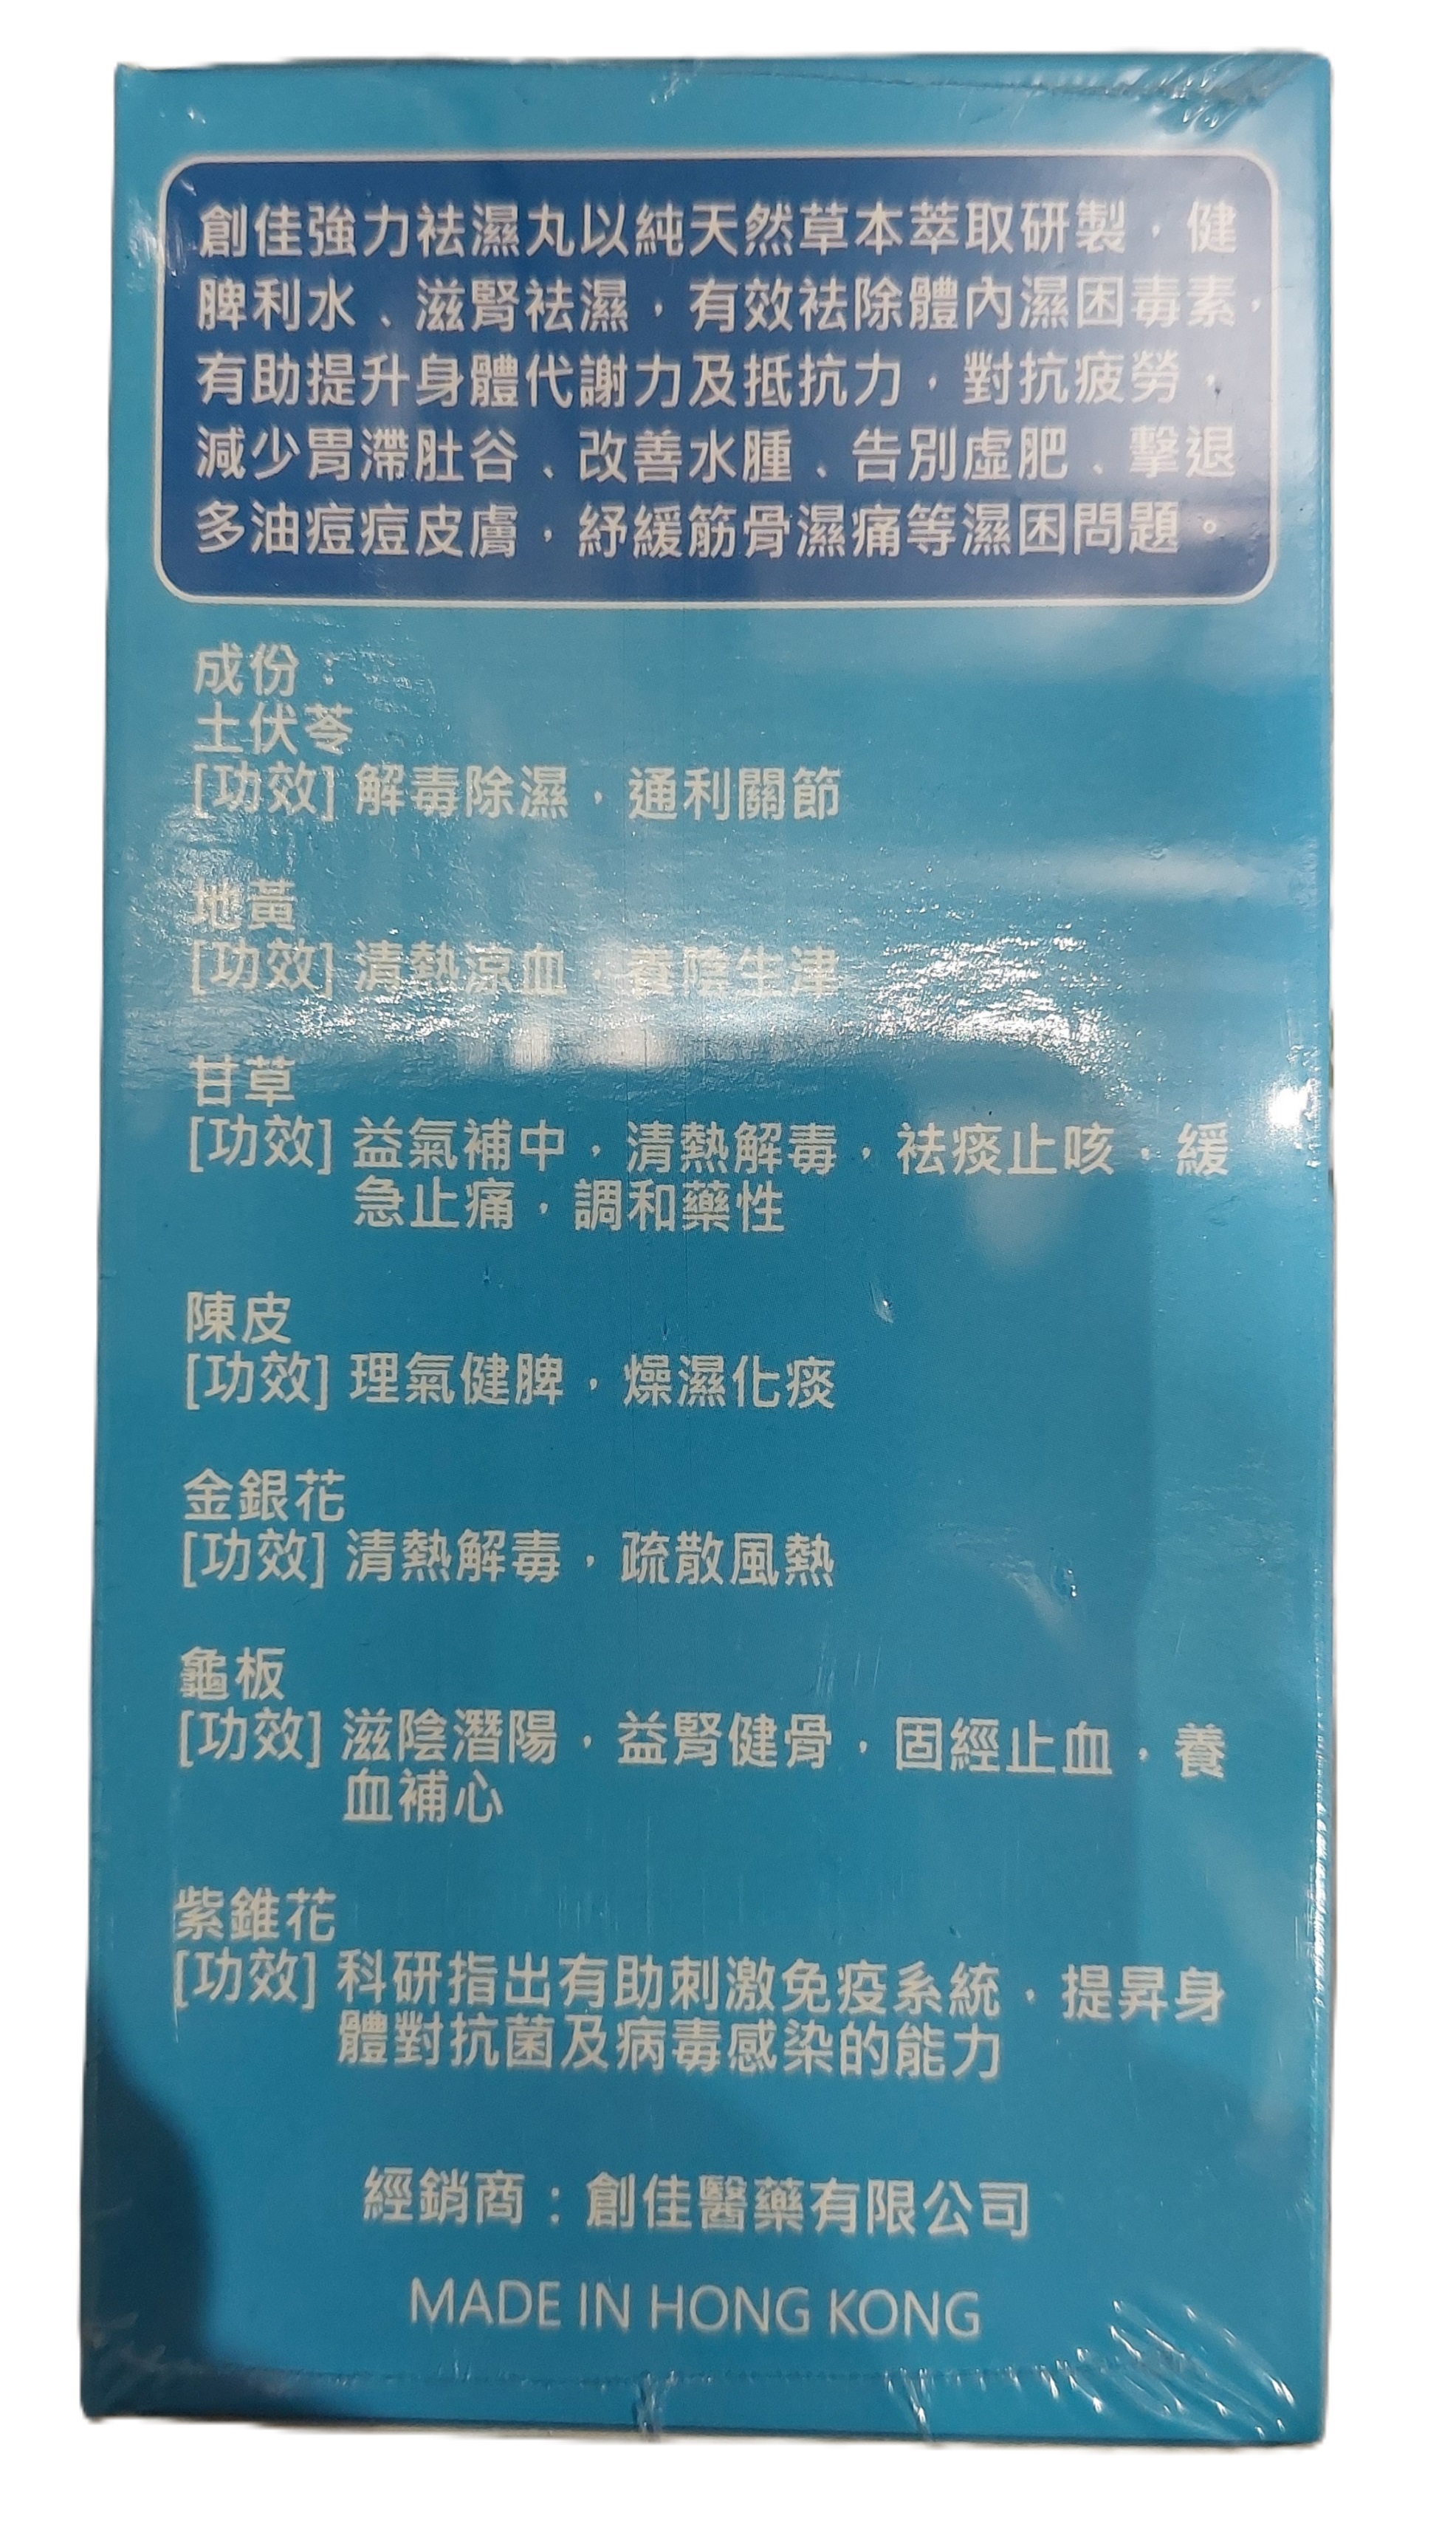 創佳強力袪濕丸以純天然草本萃取研製，健
脾利水、滋腎祛濕，有效祛除體內濕困毒素，
有助提升身體代謝力及抵抗力，對抗疲勞，
減少胃滯肚谷、改善水腫、告別虛肥、擊退
多油痘痘皮膚，紓緩筋骨濕痛等濕困問題。
成份：
土伏苓
[功效] 解毒除濕，通利關節
地黃
[功效] 清熱涼血，養陰生津
甘草
[功效] 益氣補中，清熱解毒，祛痰止咳，緩
急止痛，調和藥性
陳皮
[功效] 理氣健脾，燥濕化痰
金銀花
[功效] 清熱解毒，疏散風熱
龜板
[功效] 滋陰潛陽，益腎健骨，固經止血，養
血補心
紫錐花
[功效] 科研指出有助刺激免疫系統，提昇身
體對抗菌及病毒感染的能力
經銷商：創佳醫藥有限公司
MADE IN HONG KONG